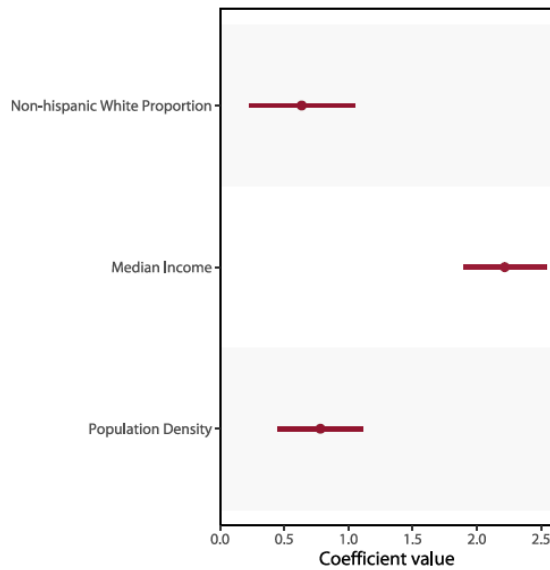 Non-hispanic White Proportion
Median Income
Population Density
0.0 0.5 1.0 1.5 2.0 2.5
Coefficient value